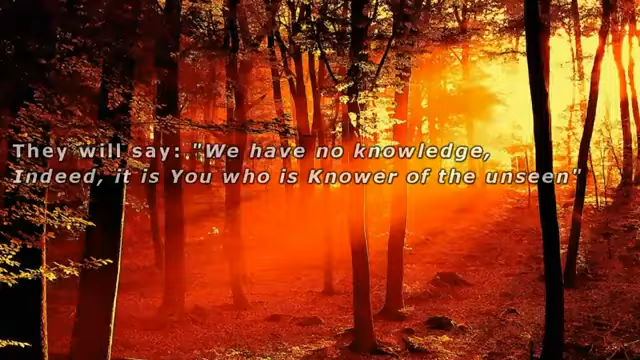 They will say: "We have no knowledge,
Indeed, it is You who is Knower of the unseen"